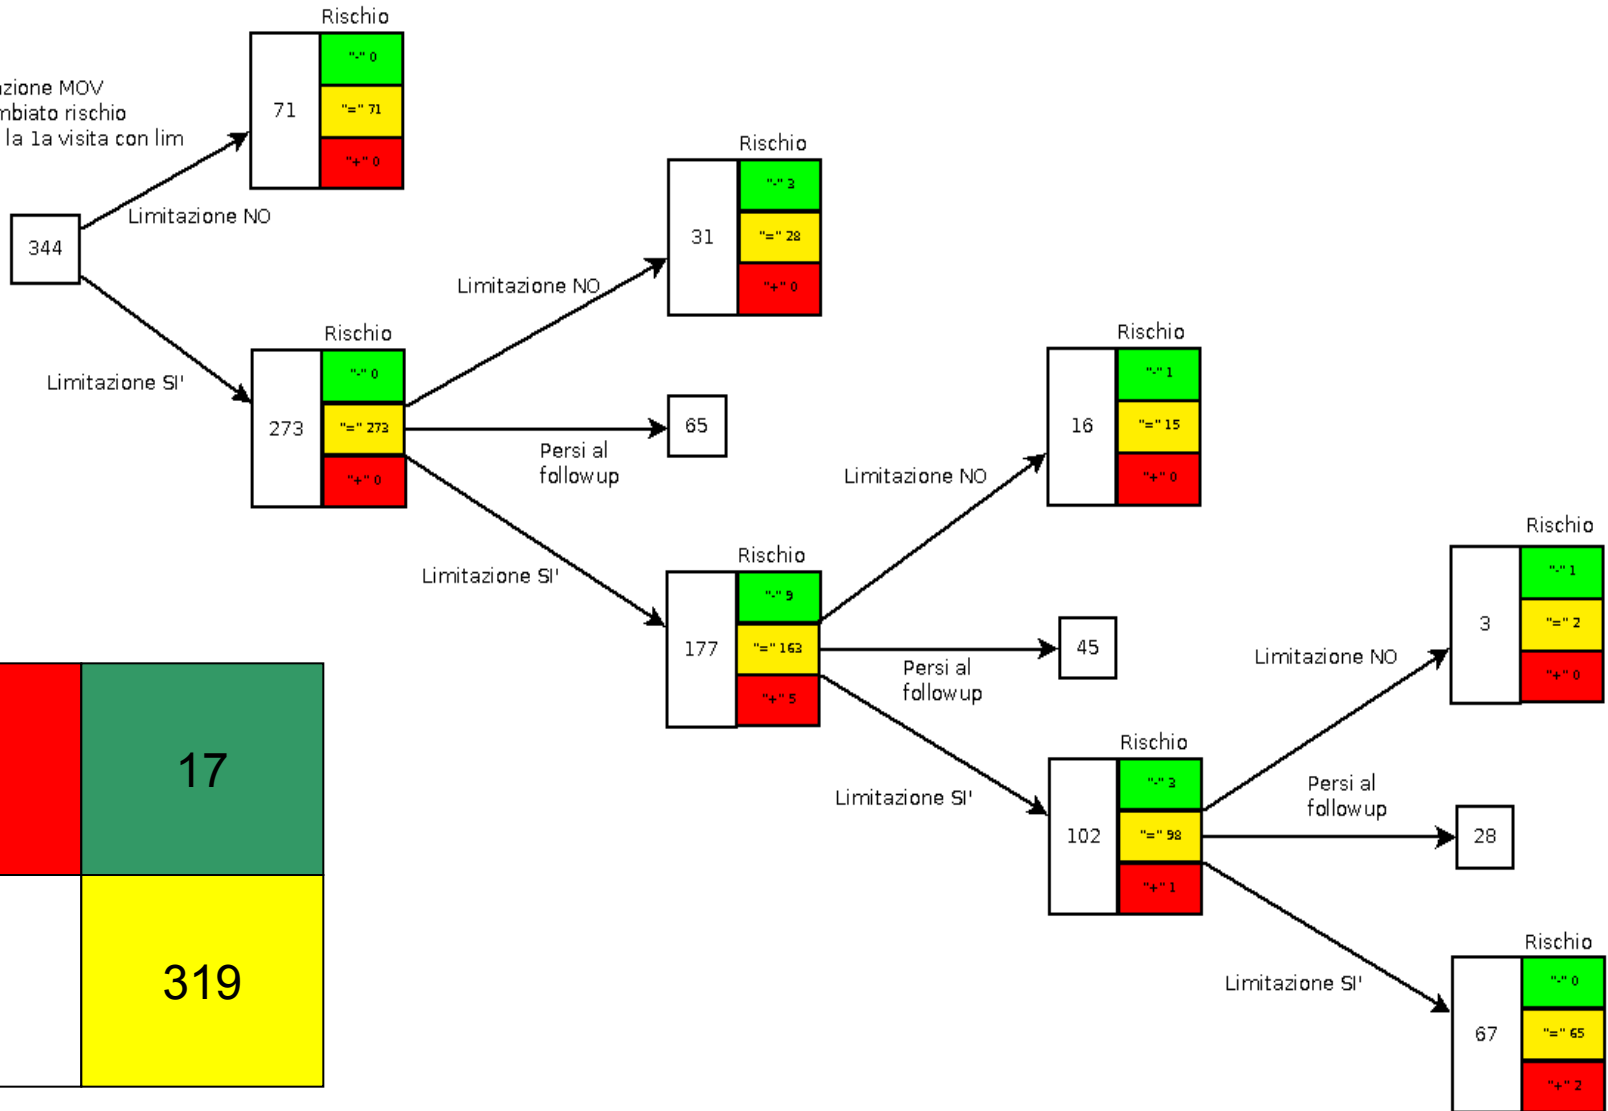 Rischio
"-" 0
71
"=" 71
"+" 0
MOV
rischio
la 1a visita con lim
Limitazione NO
344
Limitazione SI'
Rischio
"-" 0
273
"=" 273
"+" 0
Limitazione NO
Rischio
"-" 3
31
"=" 28
"+" 0
65
Persi al
followup
Limitazione SI'
Rischio
"-" 9
177
"=" 163
"+" 5
Limitazione NO
Rischio
"-" 1
16
"=" 15
"+" 0
45
Persi al
followup
Limitazione SI'
Rischio
"-" 3
102
"=" 98
"+" 1
Limitazione NO
Rischio
"-" 1
3
"=" 2
"+" 0
Persi al
followup
28
Limitazione SI'
Rischio
"-" 0
67
"=" 65
"+" 2
17
319